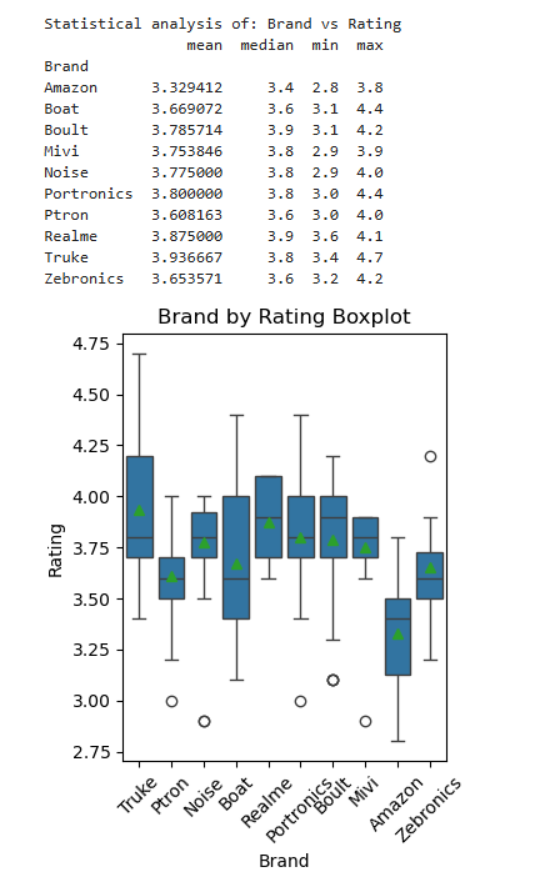 Statistical analysis of: Brand vs Rating
mean median min max
Brand
Amazon 3.329412 3.4 2.8 3.8
Boat 3.669072 3.6 3.1 4.4
Boult 3.785714 3.9 3.1 4.2
Mivi 3.753846 3.8 2.9 3.9
Noise 3.775000 3.8 2.9 4.0
Portronics 3.800000 3.8 3.0 4.4
Ptron 3.608163 3.6 3.0 4.0
Realme 3.875000 3.9 3.6 4.1
Truke 3.936667 3.8 3.4 4.7
Zebronics 3.653571 3.6 3.2 4.2
Brand by Rating Boxplot
4.75
4.50
4.25
4.00
3.75
3.50
3.25
3.00
2.75
Rating
Truke
Ptron
Noise
Boat
Realme
Portronics
Boult
Mivi
Amazon
Zebronics
Brand